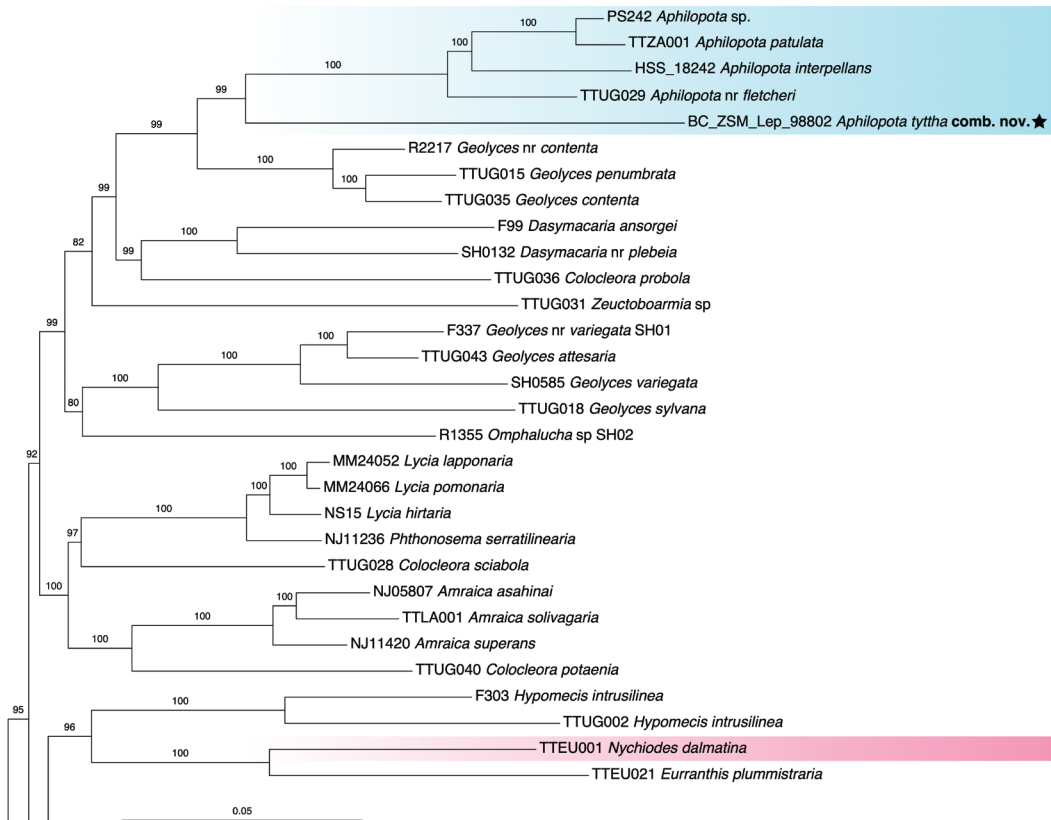 100
PS242 Aphilopota sp.
100
TTZA001 Aphilopota patulata
100
HSS_18242 Aphilopota interpellans
99
TTUG029 Aphilopota nr fletcheri
BC_ZSM_Lep_98802 Aphilopota tyttha comb. nov.★
99
R2217 Geolyces nr contenta
100
TTUG015 Geolyces penumbrata
100
TTUG035 Geolyces contenta
99
F99 Dasymacaria ansorgei
100
SH0132 Dasymacaria nr plebeia
99
TTUG036 Colocleora probola
82
TTUG031 Zeuctoboarmia sp
99
F337 Geolyces nr variegata SH01
100
TTUG043 Geolyces attesaria
100
SH0585 Geolyces variegata
100
TTUG018 Geolyces sylvana
80
R1355 Omphalucha sp SH02
92
MM24052 Lycia lapponaria
100
MM24066 Lycia pomonaria
100
NS15 Lycia hirtaria
100
NJ11236 Phthonosema serratilinearia
97
TTUG028 Colocleora sciabola
100
NJ05807 Amraica asahinai
100
TTLA001 Amraica solivagaria
100
NJ11420 Amraica superans
100
TTUG040 Colocleora potaenia
95
F303 Hypomecis intrusilinea
100
TTUG002 Hypomecis intrusilinea
96
TTEU001 Nychiodes dalmatina
100
TTEU021 Eurranthis plummistraria
0.05